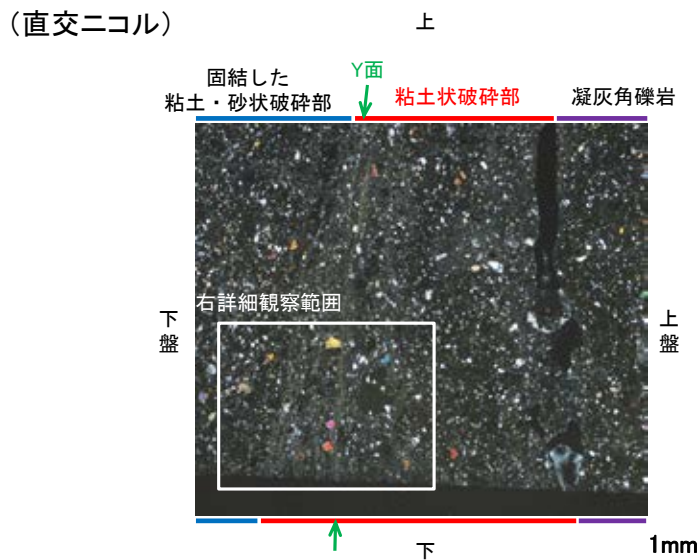 （直交ニコル）
上
固結した
粘土・砂状破砕部
Y面
粘土状破砕部
凝灰角礫岩
右詳細観察範囲
下
盤
上
盤
下
1mm